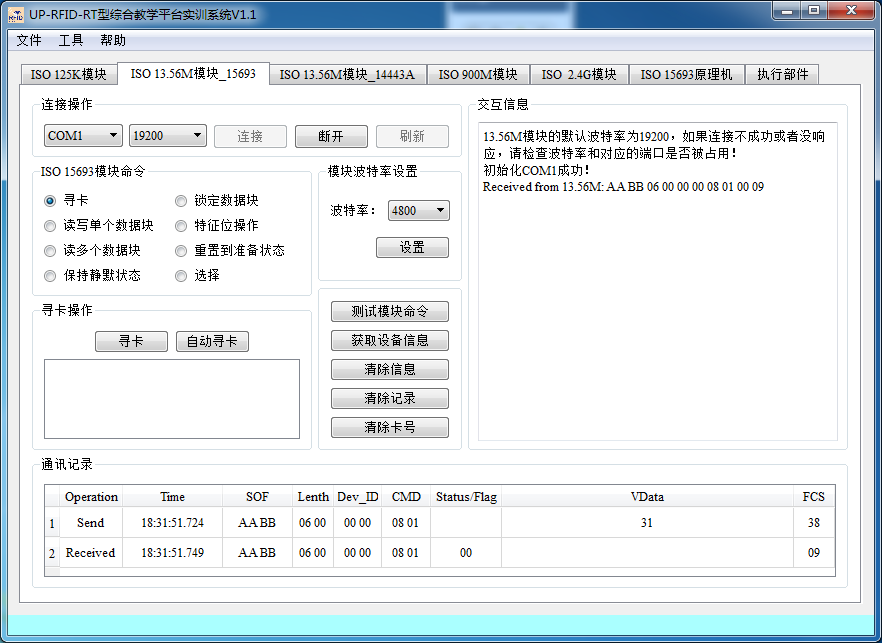 UP-RFID-RT型综合教学平台实训系统V1.1
文件 工具 帮助
ISO 125K模块 ISO 13.56M模块_15693 ISO 13.56M模块_14443A ISO 900M模块 ISO 2.4G模块 ISO 15693原理机 执行部件
连接操作
COM1 19200 连接 断开 刷新
ISO 15693模块命令
寻卡 锁定数据块
读写单个数据块 特征位操作
读多个数据块 重置到准备状态
保持静默状态 选择
模块波特率设置
波特率： 4800
设置
寻卡操作
寻卡 自动寻卡
测试模块命令
获取设备信息
清除信息
清除记录
清除卡号
交互信息
13.56M模块的默认波特率为19200，如果连接不成功或者没响
应，请检查波特率和对应的端口是否被占用！
初始化COM1成功！
Received from 13.56M: AA BB 06 00 00 00 08 01 00 09
通讯记录
Operation Time SOF Lenth Dev_ID CMD Status/Flag VData FCS
1 Send 18:31:51.724 AA BB 06 00 00 00 08 01 31 38
2 Received 18:31:51.749 AA BB 06 00 00 00 08 01 00 09